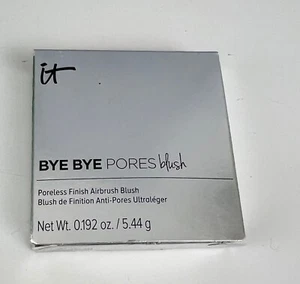 it
BYE BYE PORES blush
Poreless Finish Airbrush Blush
Blush de Finition Anti-Pores Ultraléger
Net Wt. 0.192 oz. / 5.44 g